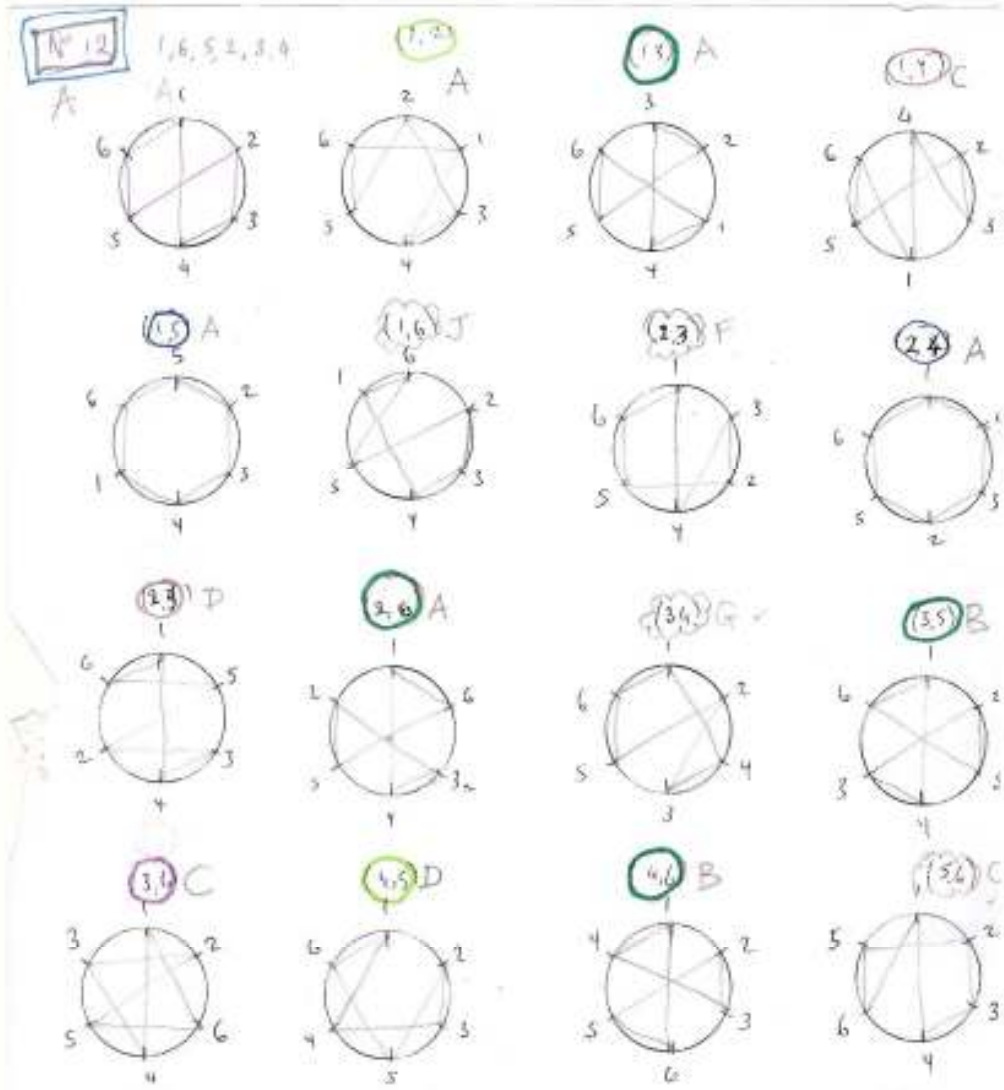 Nº 12 1, 6, 5, 2, 3, 4 (1, 2) (1 3) A (1, 4) C
A A A
1 2 3 4
6 2 6 1 6 2 6 2
5 3 5 3 5 1 5 3
4 4 4 1
(1, 5) A (1, 6) J (2, 3) F (2 4) A
5 6 1 1
6 2 1 2 6 3 6
1 3 5 3 5 2 5 3
4 4 4 2
D A (3 4) G (3, 5) B
1 1 1 1
6 5 2 6 6 2 6 2
2 3 5 3 5 4 3 5
4 4 3 4
C (4, 5) D B (5, 6) C
1 1 1 1
3 2 6 2 4 2 5 2
5 6 4 3 5 3 6 3
4 5 6 4